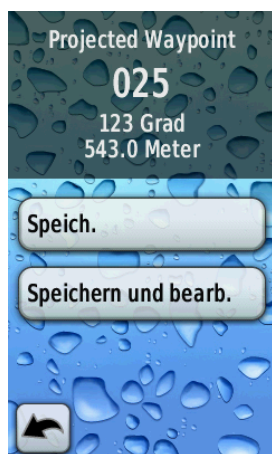 Projected Waypoint
025
123 Grad
543.0 Meter
Speich.
Speichern und bearb.